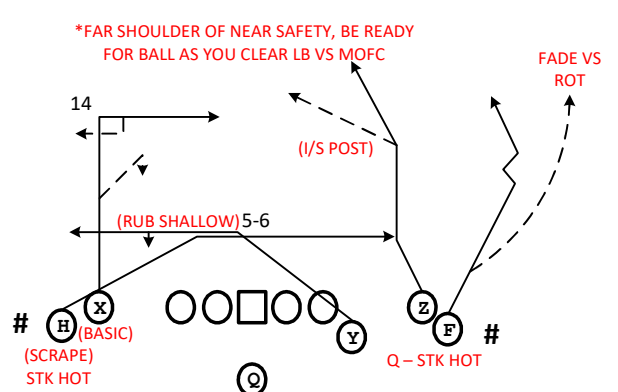 *FAR SHOULDER OF NEAR SAFETY, BE READY
FOR BALL AS YOU CLEAR LB VS MOFC
FADE VS
ROT
14
(I/S POST)
(RUB SHALLOW) 5-6
X
Z
# H
(BASIC)
Y
F #
(SCRAPE)
STK HOT
Q – STK HOT
Q